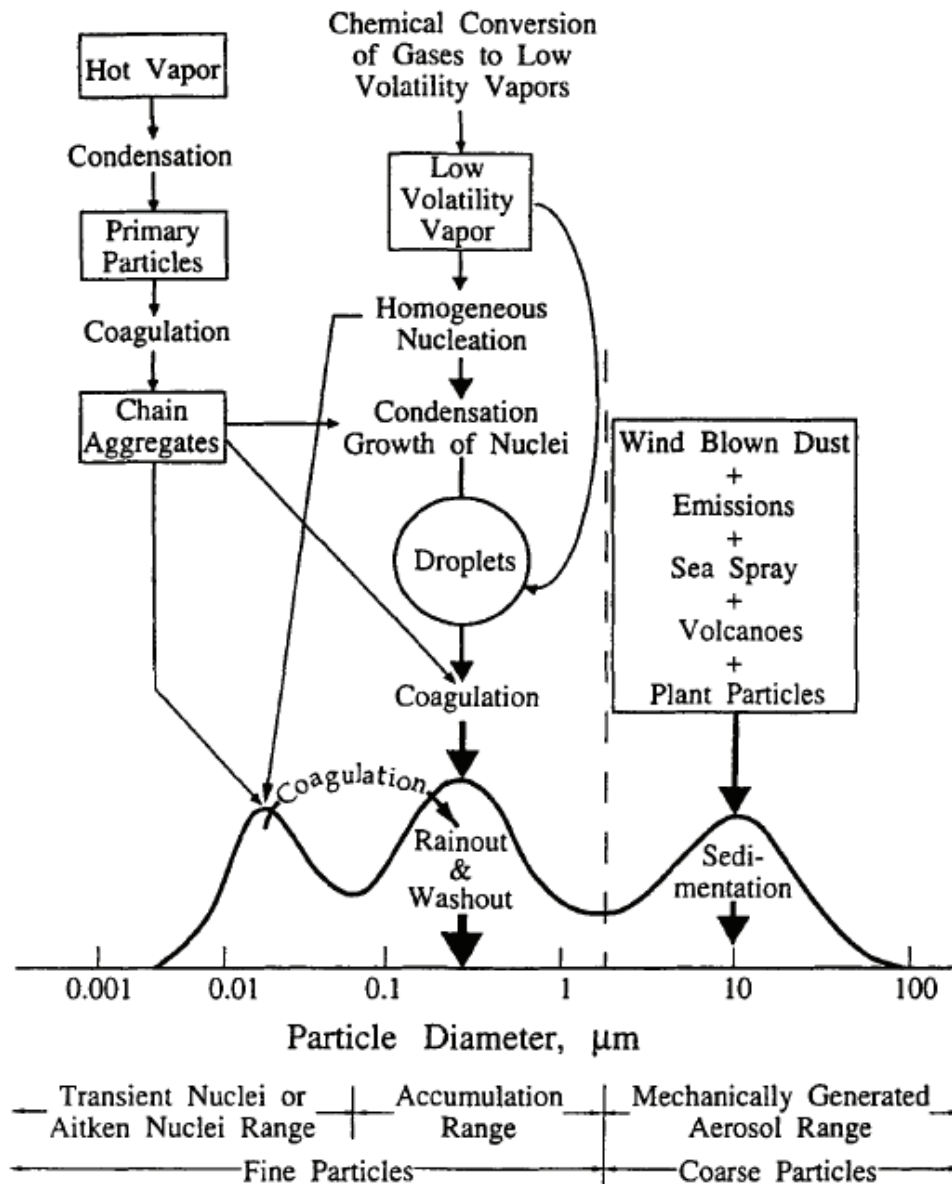 Hot Vapor
Condensation
Primary
Particles
Coagulation
Chain
Aggregates
Chemical Conversion
of Gases to Low
Volatility Vapors
Low
Volatility
Vapor
Homogeneous
Nucleation
Condensation
Growth of Nuclei
Droplets
Coagulation
Wind Blown Dust
+
Emissions
+
Sea Spray
+
Volcanoes
+
Plant Particles
Coagulation
Rainout
&
Washout
Sedi-
mentation
0.001 0.01 0.1 1 10 100
Particle Diameter, μm
Transient Nuclei or
Aitken Nuclei Range
Accumulation
Range
Mechanically Generated
Aerosol Range
Fine Particles
Coarse Particles